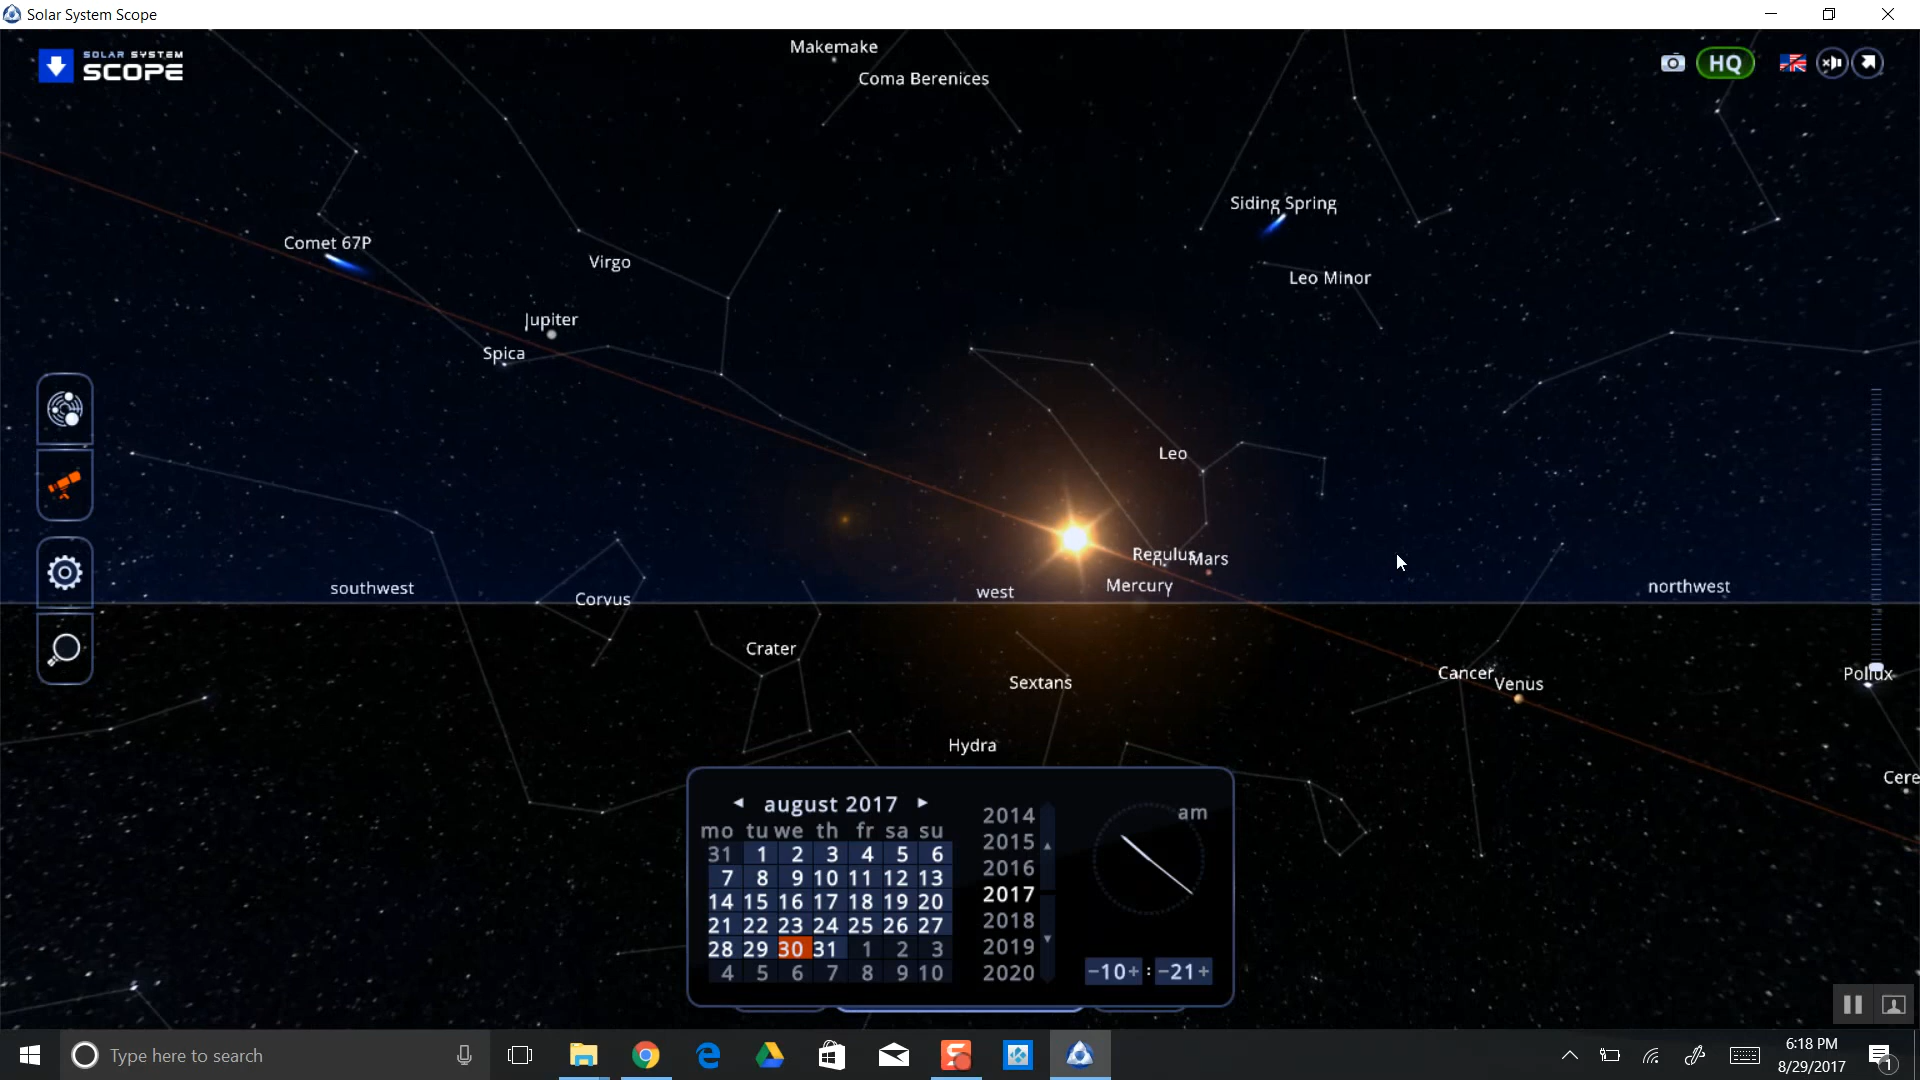 Solar System Scope
SOLAR SYSTEM
SCOPE
Makemake
Coma Berenices
HQ
Siding Spring
Comet 67P
Virgo
Leo Minor
Jupiter
Spica
Leo
Regulus
Mars
Mercury
southwest
Corvus
west
northwest
Crater
Sextans
Cancer
Venus
Pollux
Hydra
Cere
august 2017
mo tu we th fr sa su
31 1 2 3 4 5 6
7 8 9 10 11 12 13
14 15 16 17 18 19 20
21 22 23 24 25 26 27
28 29 30 31 1 2 3
4 5 6 7 8 9 10
2014
2015
2016
2017
2018
2019
2020
am
-10+ : -21+
Type here to search
6:18 PM
8/29/2017
1